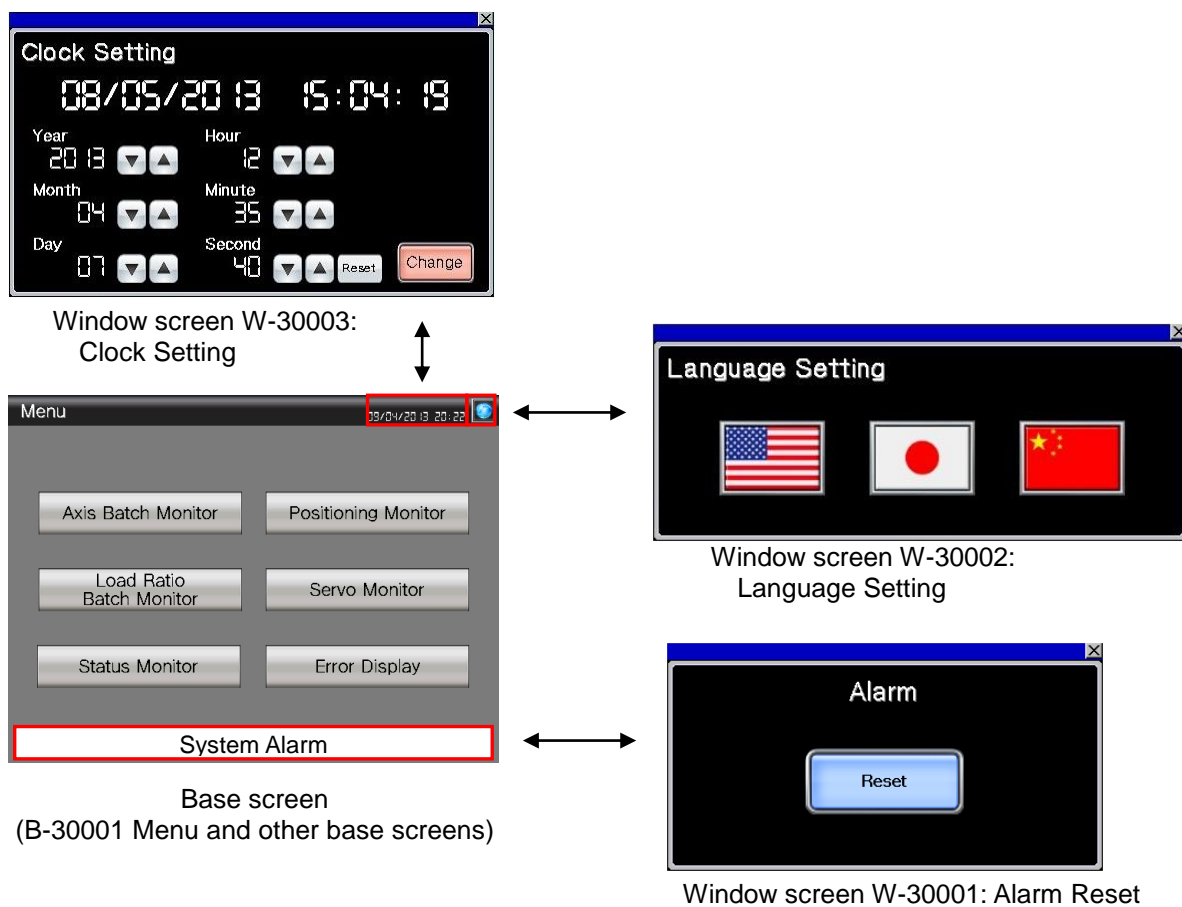 Clock Setting
08/05/2013 15:04:19
Year
2013
Hour
12
Month
04
Minute
35
Day
07
Second
40
Reset
Change
Window screen W-30003:
Clock Setting
Menu
09/04/2013 20:22
Axis Batch Monitor
Positioning Monitor
Load Ratio
Batch Monitor
Servo Monitor
Status Monitor
Error Display
System Alarm
Base screen
(B-30001 Menu and other base screens)
Language Setting
Window screen W-30002:
Language Setting
Alarm
Reset
Window screen W-30001: Alarm Reset